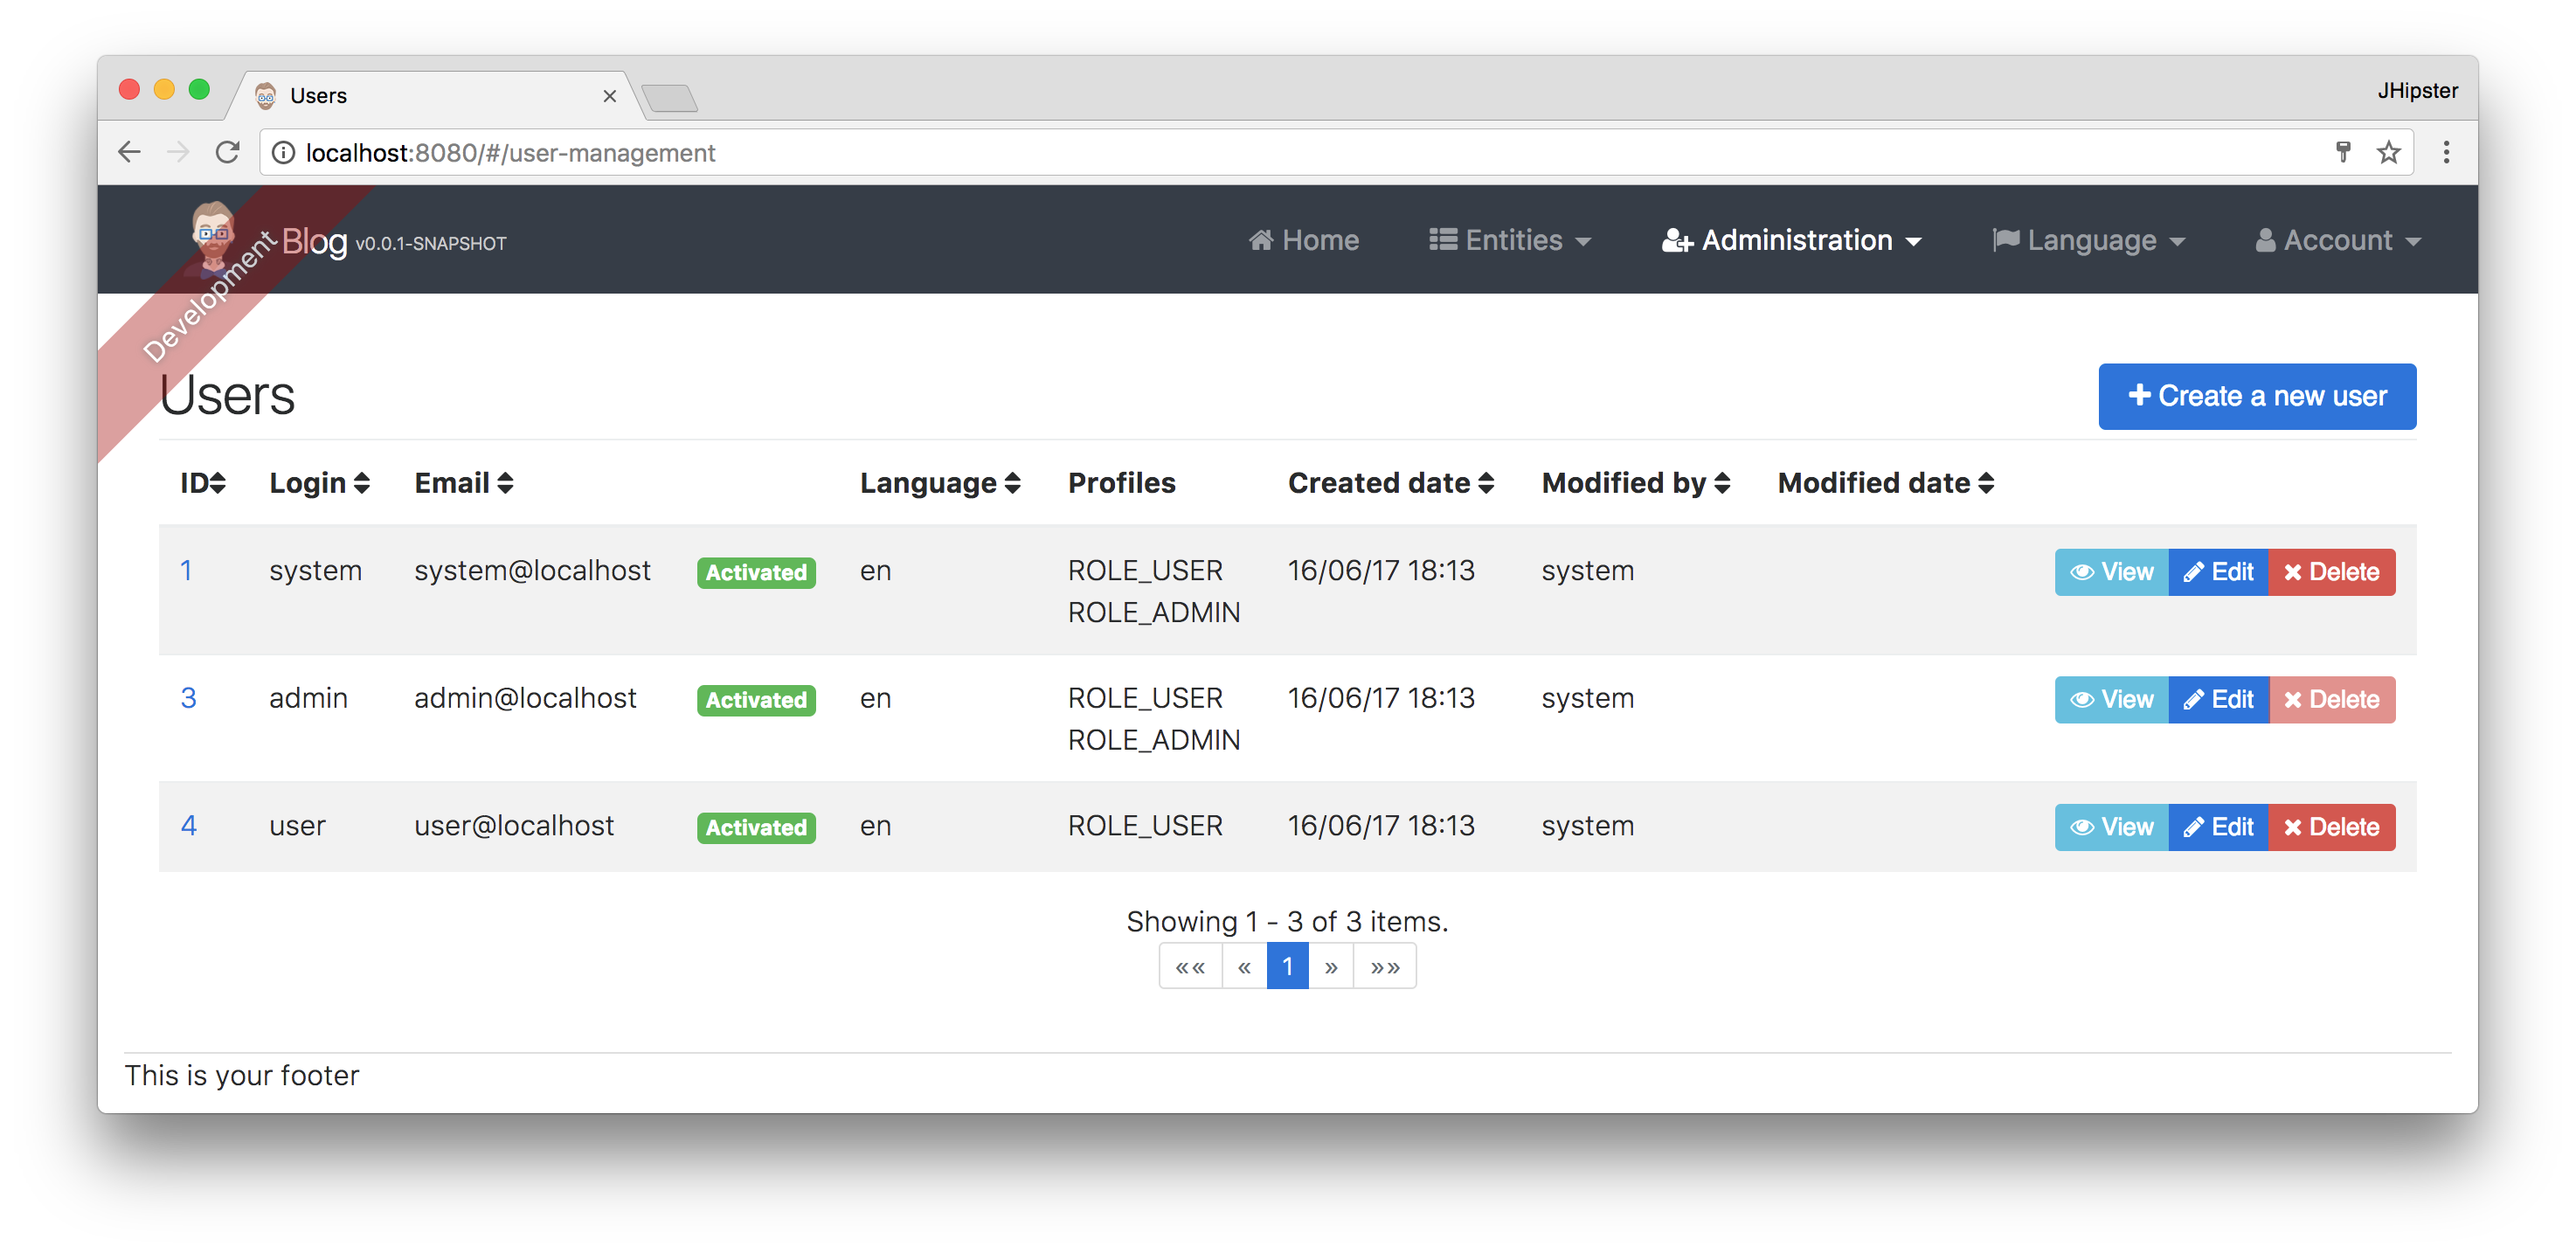 Users
JHipster
localhost:8080/#/user-management
Development
Blog v0.0.1-SNAPSHOT
Home Entities Administration Language Account
Users
Create a new user
ID Login Email Language Profiles Created date Modified by Modified date
1 system system@localhost Activated en ROLE_USER 16/06/17 18:13 system View Edit Delete
ROLE_ADMIN
3 admin admin@localhost Activated en ROLE_USER 16/06/17 18:13 system View Edit Delete
ROLE_ADMIN
4 user user@localhost Activated en ROLE_USER 16/06/17 18:13 system View Edit Delete
Showing 1 - 3 of 3 items.
«« « 1 » »»
This is your footer